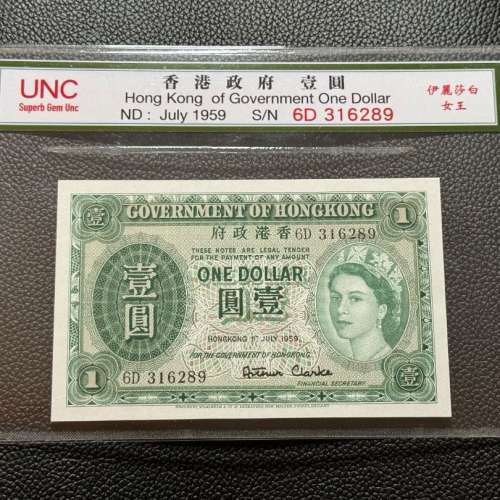 UNC
Superb Gem Unc
香港政府 壹圓
Hong Kong of Government One Dollar
ND : July 1959 S/N 6D 316289
伊麗莎白
女王
壹 GOVERNMENT OF HONGKONG 1
府政港香 6D 316289
THESE NOTES ARE LEGAL TENDER
FOR THE PAYMENT OF ANY AMOUNT
ONE DOLLAR
圓壹
壹圓
HONGKONG 1ST JULY 1959.
FOR THE GOVERNMENT OF HONGKONG.
1 6D 316289
Arthur Clarke
FINANCIAL SECRETARY
壹